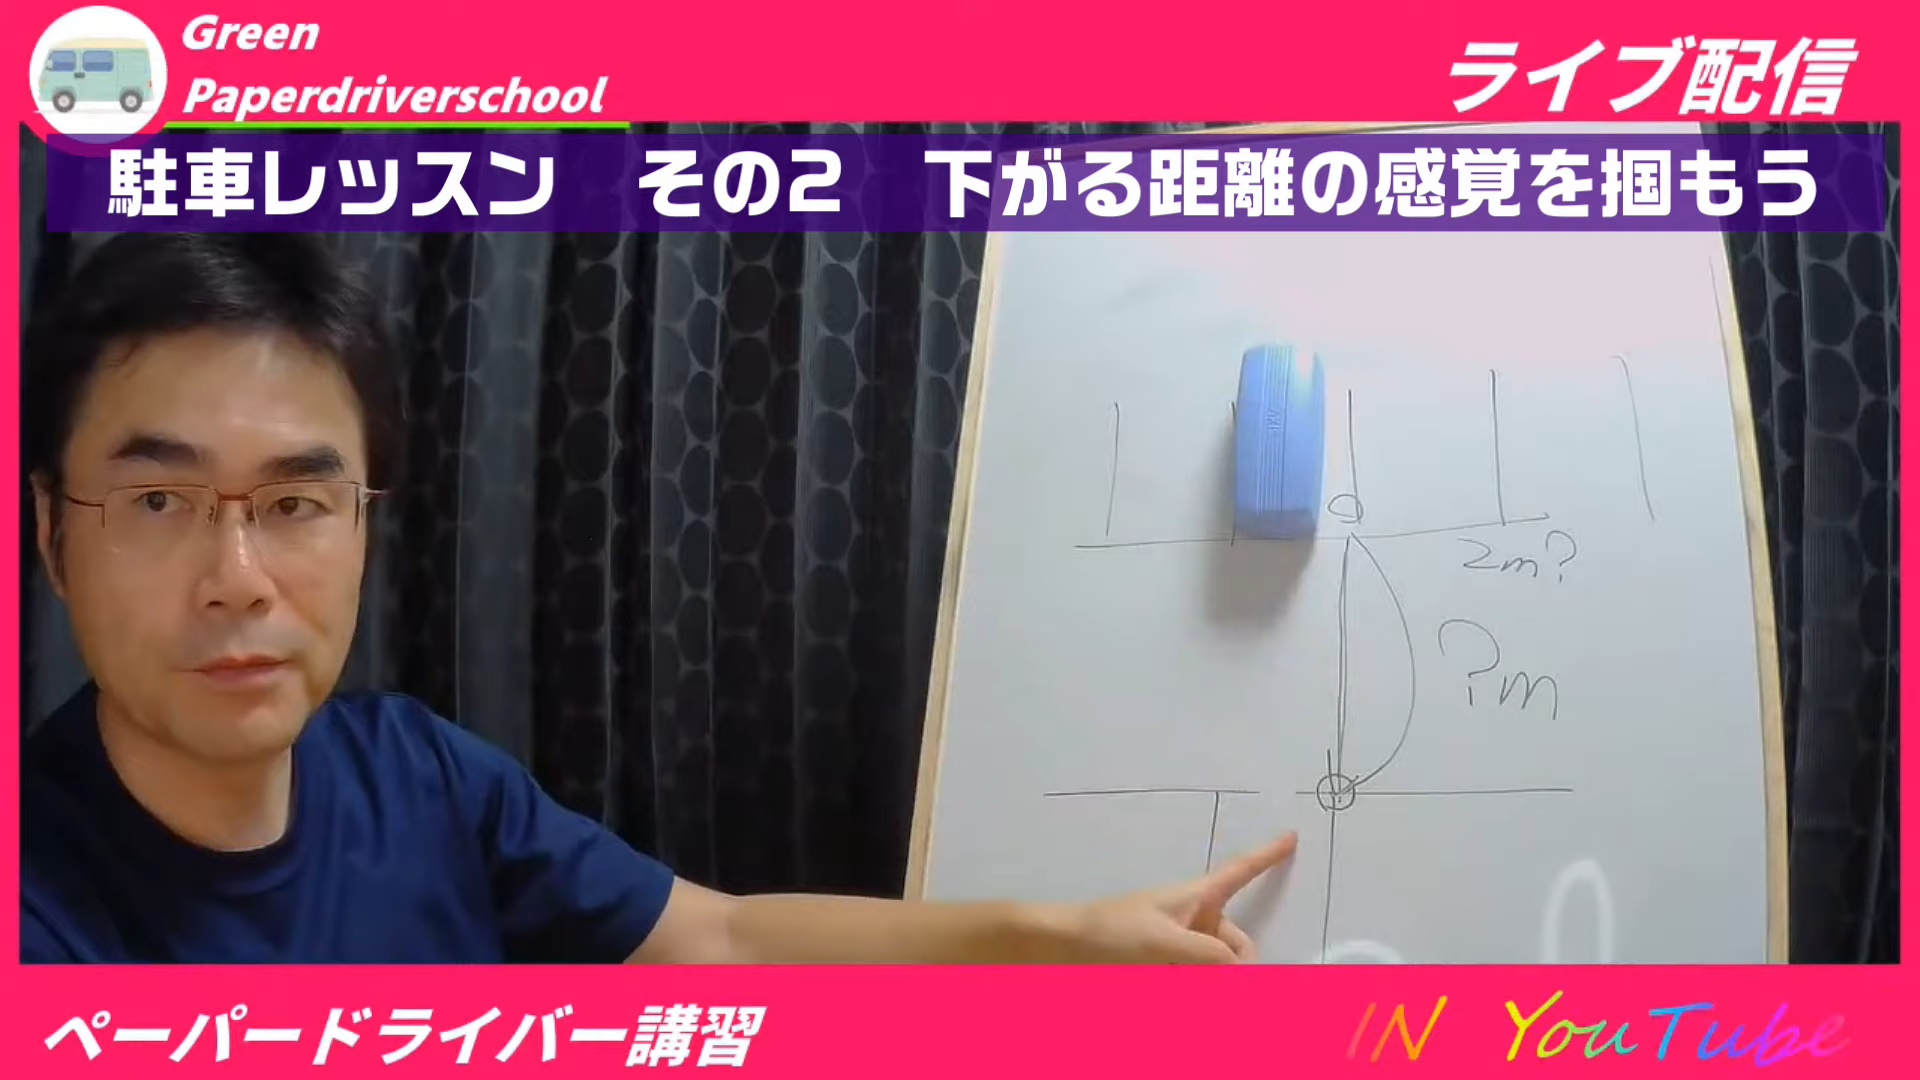 Green
Paperdriverschool
ライブ配信
駐車レッスン その2 下がる距離の感覚を掴もう
2m?
?m
ペーパードライバー講習
IN YouTube